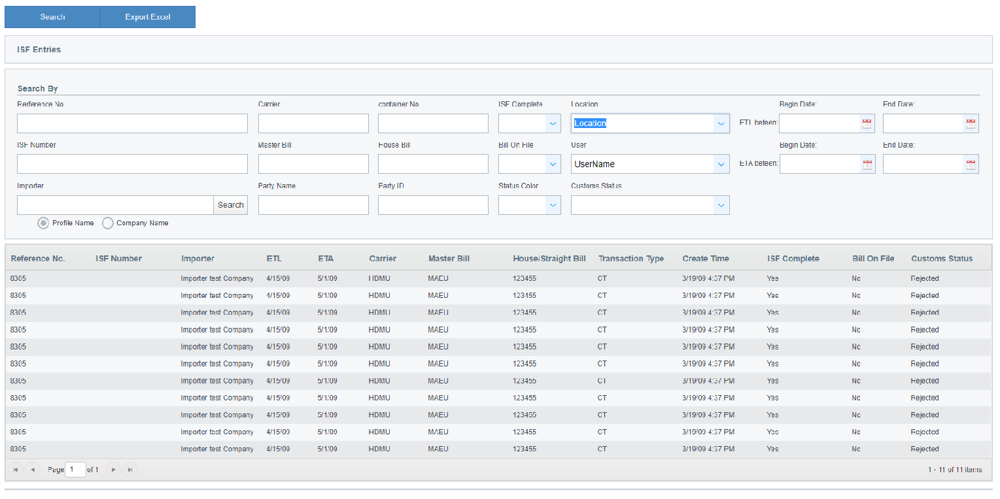 Search Export Excel
ISF Entries
Search By
Rerference No Carrier container No ISF Complete Location Begin Date: End Date:
Location ETL beteen:
ISF Number Master Bill House Bill Bill On File User Begin Date: End Date:
UserName ETA beteen:
Importer Party Name Party ID Status Color Customs Status
Search
Profile Name Company Name
Reference No. ISF Number Importer ETL ETA Carrier Master Bill House/Straight Bill Transaction Type Create Time ISF Complete Bill On File Customs Status
8305 Importer test Company 4/15/09 5/1/09 HDMU MAEU 123455 CT 3/19/09 4:37 PM Yes No Rejected
8305 Importer test Company 4/15/09 5/1/09 HDMU MAEU 123455 CT 3/19/09 4:37 PM Yes No Rejected
8305 Importer test Company 4/15/09 5/1/09 HDMU MAEU 123455 CT 3/19/09 4:37 PM Yes No Rejected
8305 Importer test Company 4/15/09 5/1/09 HDMU MAEU 123455 CT 3/19/09 4:37 PM Yes No Rejected
8305 Importer test Company 4/15/09 5/1/09 HDMU MAEU 123455 CT 3/19/09 4:37 PM Yes No Rejected
8305 Importer test Company 4/15/09 5/1/09 HDMU MAEU 123455 CT 3/19/09 4:37 PM Yes No Rejected
8305 Importer test Company 4/15/09 5/1/09 HDMU MAEU 123455 CT 3/19/09 4:37 PM Yes No Rejected
8305 Importer test Company 4/15/09 5/1/09 HDMU MAEU 123455 CT 3/19/09 4:37 PM Yes No Rejected
8305 Importer test Company 4/15/09 5/1/09 HDMU MAEU 123455 CT 3/19/09 4:37 PM Yes No Rejected
8305 Importer test Company 4/15/09 5/1/09 HDMU MAEU 123455 CT 3/19/09 4:37 PM Yes No Rejected
8305 Importer test Company 4/15/09 5/1/09 HDMU MAEU 123455 CT 3/19/09 4:37 PM Yes No Rejected
Page 1 of 1 1 - 11 of 11 items